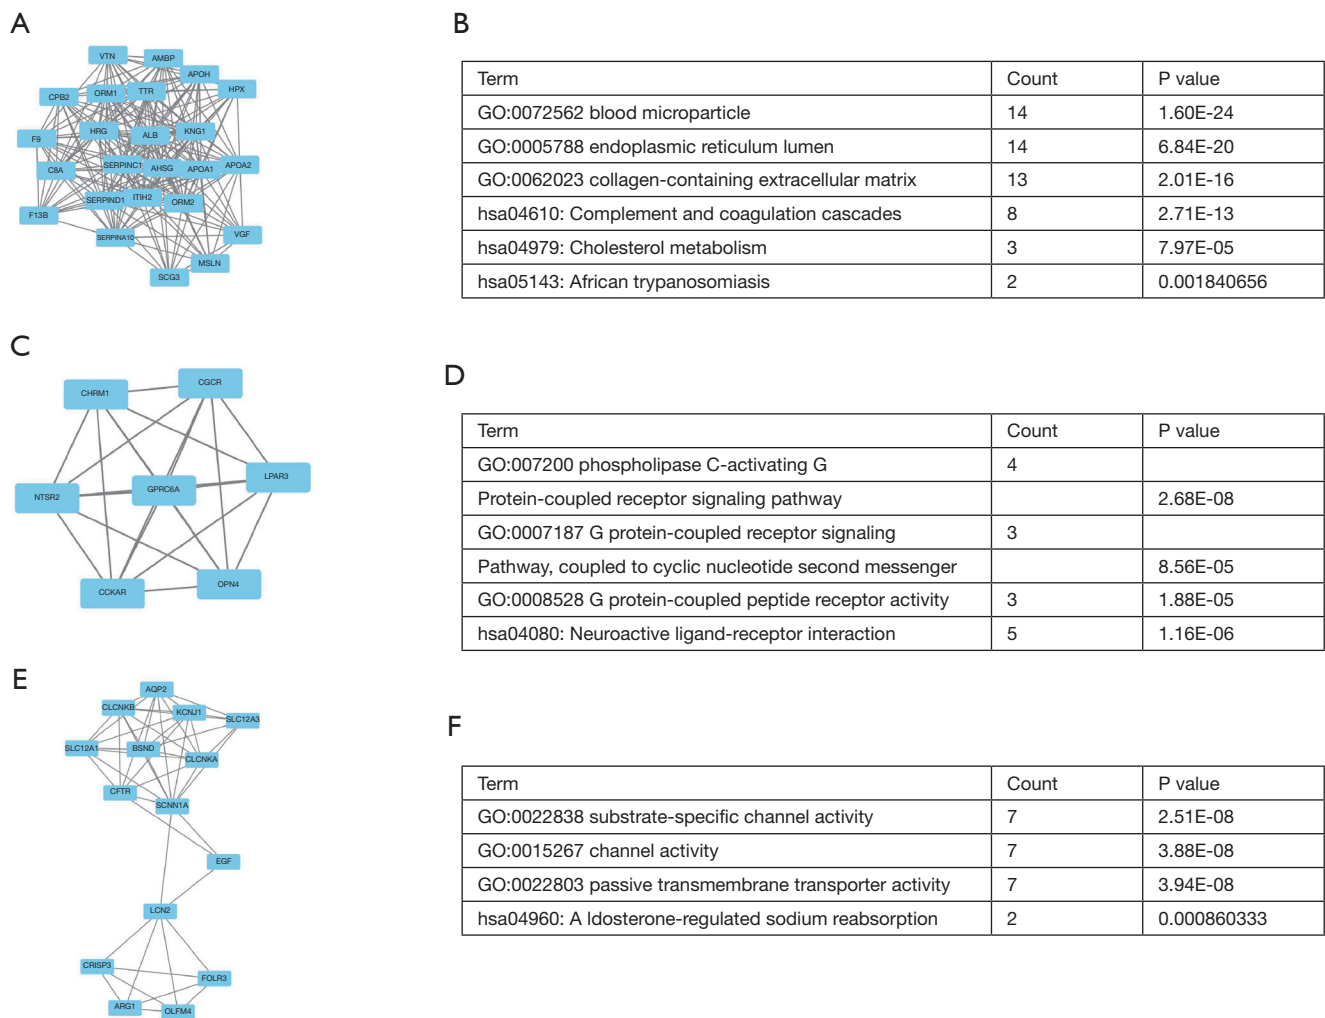 A
VTN
AMBP
APOH
HPX
CPB2
ORM1
TTR
F9
HRG
ALB
KNG1
C8A
SERPINC1
AHSG
APOA1
APOA2
SERPIND1
ITIH2
ORM2
F13B
SERPINA10
VGF
MSLN
SCG3
B
Term Count P value
GO:0072562 blood microparticle 14 1.60E-24
GO:0005788 endoplasmic reticulum lumen 14 6.84E-20
GO:0062023 collagen-containing extracellular matrix 13 2.01E-16
hsa04610: Complement and coagulation cascades 8 2.71E-13
hsa04979: Cholesterol metabolism 3 7.97E-05
hsa05143: African trypanosomiasis 2 0.001840656
C
CHRM1
CGCR
LPAR3
NTSR2
GPRC6A
CCKAR
OPN4
D
Term Count P value
GO:007200 phospholipase C-activating G 4
Protein-coupled receptor signaling pathway 2.68E-08
GO:0007187 G protein-coupled receptor signaling 3
Pathway, coupled to cyclic nucleotide second messenger 8.56E-05
GO:0008528 G protein-coupled peptide receptor activity 3 1.88E-05
hsa04080: Neuroactive ligand-receptor interaction 5 1.16E-06
E
AQP2
CLCNKB
KCNJ1
SLC12A3
SLC12A1
BSND
CLCNKA
CFTR
SCNN1A
EGF
LCN2
CRISP3
FOLR3
ARG1
OLFM4
F
Term Count P value
GO:0022838 substrate-specific channel activity 7 2.51E-08
GO:0015267 channel activity 7 3.88E-08
GO:0022803 passive transmembrane transporter activity 7 3.94E-08
hsa04960: A ldosterone-regulated sodium reabsorption 2 0.000860333